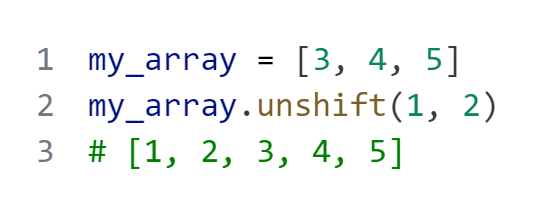 1 my_array = [3, 4, 5]
2 my_array.unshift(1, 2)
3 # [1, 2, 3, 4, 5]